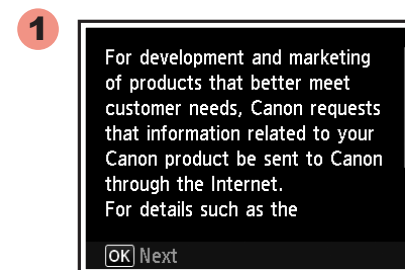 1
For development and marketing
of products that better meet
customer needs, Canon requests
that information related to your
Canon product be sent to Canon
through the Internet.
For details such as the
OK Next